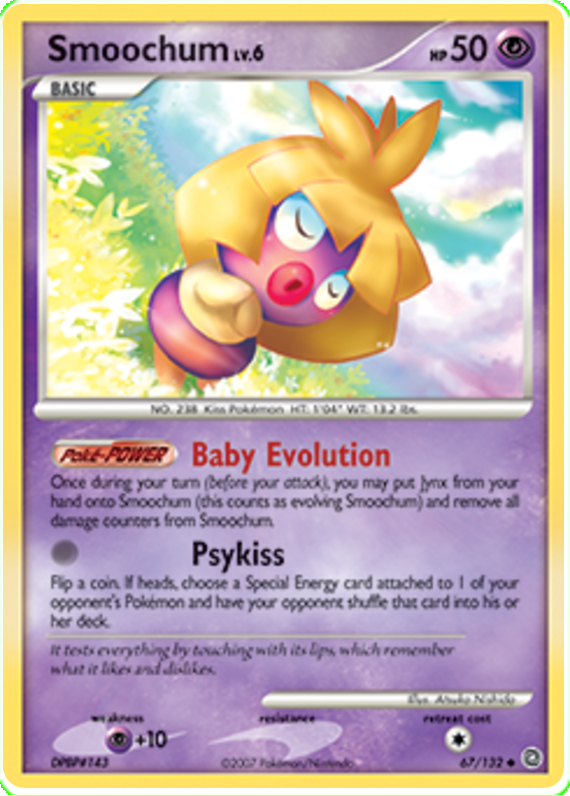 Smoochum LV.6 HP 50
BASIC
NO. 238 Kiss Pokémon HT: 1'04" WT: 13.2 lbs.
Poké-POWER Baby Evolution
Once during your turn (before your attack), you may put Jynx from your
hand onto Smoochum (this counts as evolving Smoochum) and remove all
damage counters from Smoochum.
Psykiss
Flip a coin. If heads, choose a Special Energy card attached to 1 of your
opponent's Pokémon and have your opponent shuffle that card into his or
her deck.
It tests everything by touching with its lips, which remember
what it likes and dislikes.
Illus. Atsuko Nishida
weakness resistance retreat cost
+10
DPBP#143 ©2007 Pokémon/Nintendo 67/132